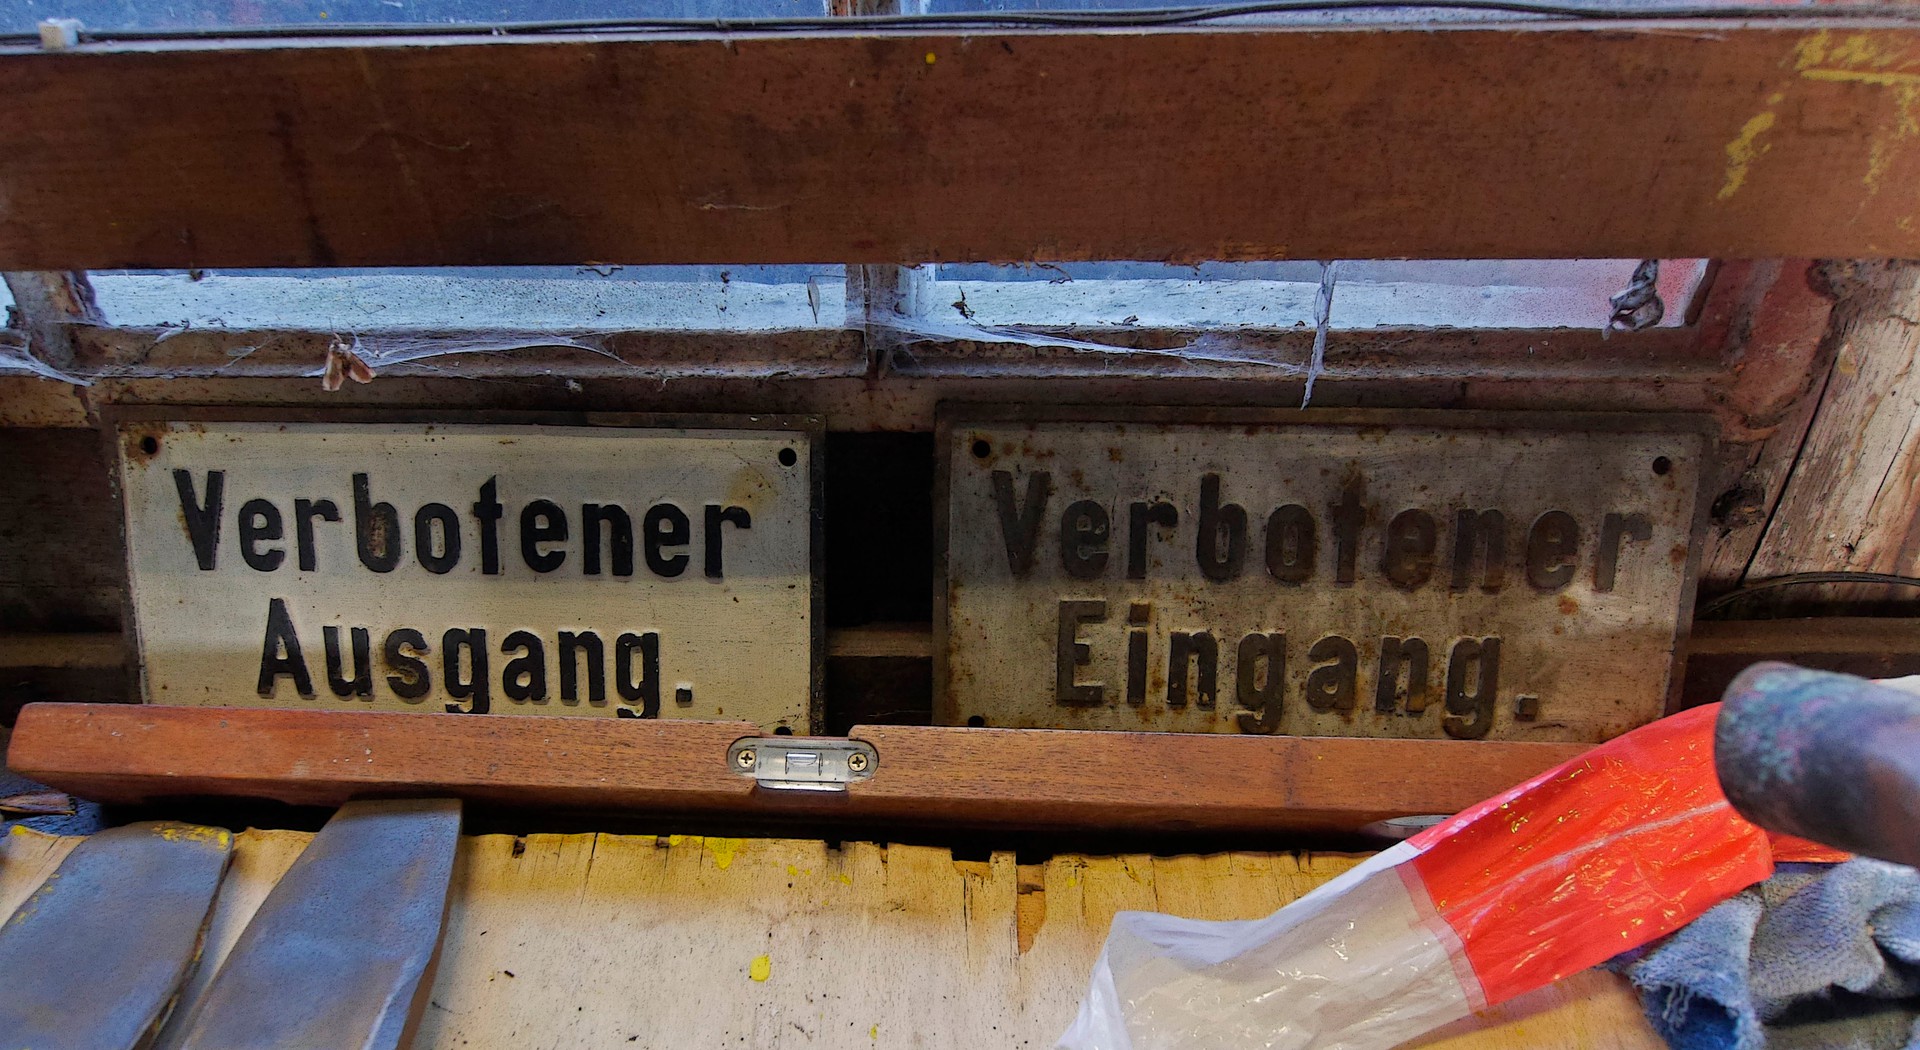 Verbotener
Ausgang.
Verbotener
Eingang.